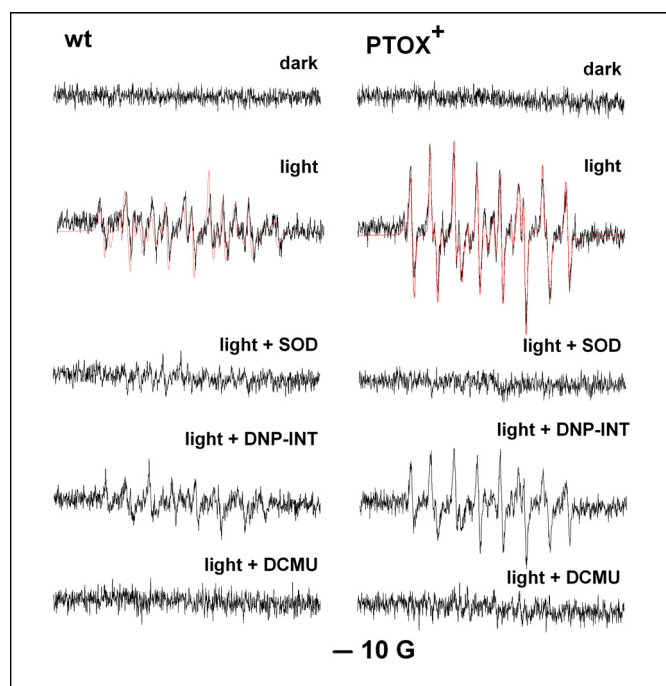 wt
PTOX+
dark
dark
light
light
light + SOD
light + SOD
light + DNP-INT
light + DNP-INT
light + DCMU
light + DCMU
10 G